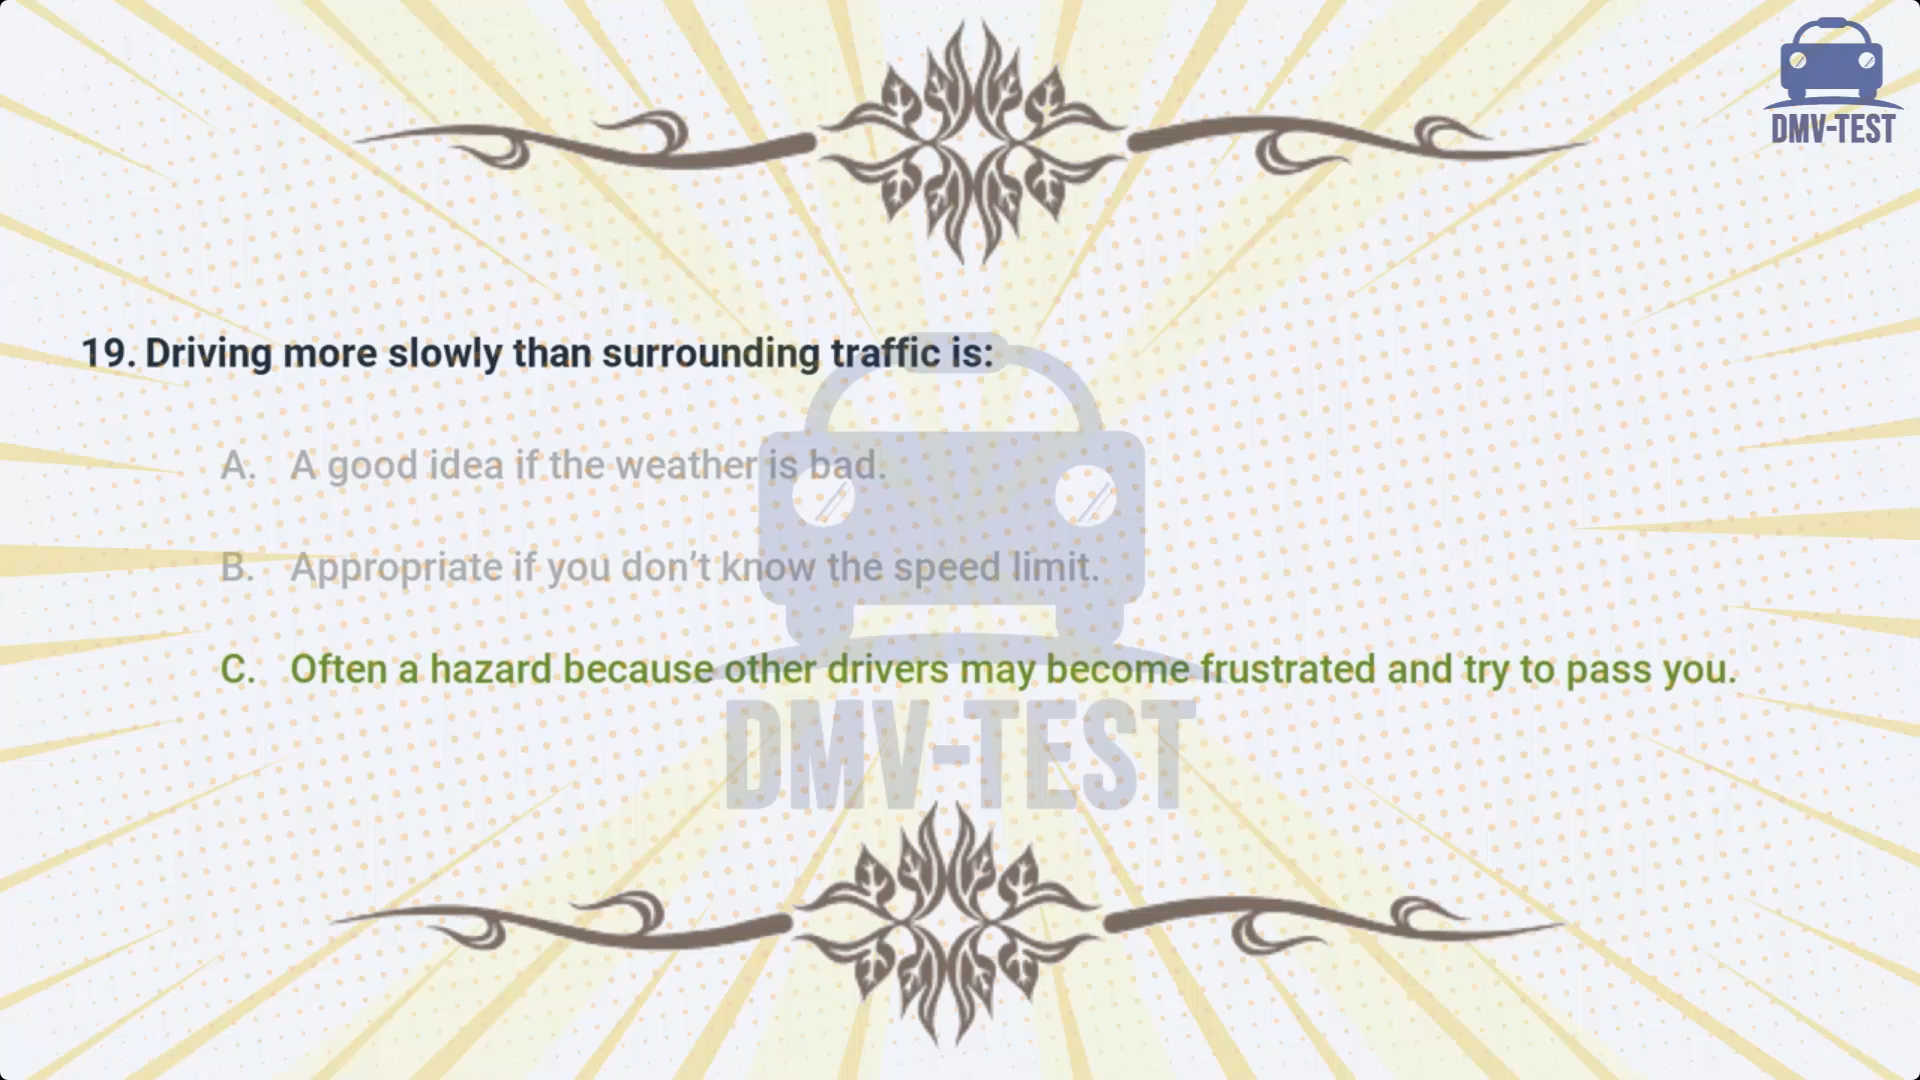 DMV-TEST
19. Driving more slowly than surrounding traffic is:
A. A good idea if the weather is bad.
B. Appropriate if you don’t know the speed limit.
C. Often a hazard because other drivers may become frustrated and try to pass you.
DMV-TEST